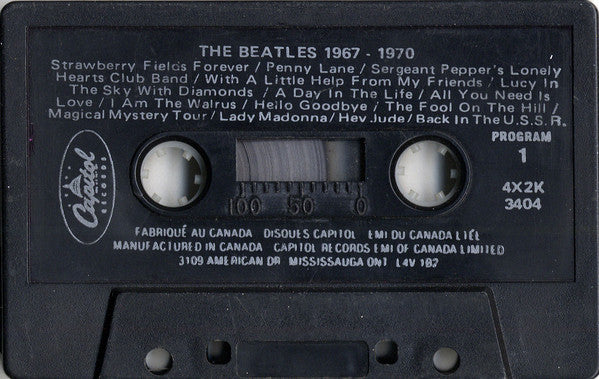 THE BEATLES 1967 - 1970
Strawberry Fields Forever / Penny Lane / Sergeant Pepper's Lonely
Hearts Club Band / With A Little Help From My Friends / Lucy In
The Sky With Diamonds / A Day In The Life / All You Need Is
Love / I Am The Walrus / Hello Goodbye / The Fool On The Hill /
Magical Mystery Tour / Lady Madonna / Hey Jude / Back In The U.S.S.R.
PROGRAM
1
Capitol
RECORDS
4X2K
3404
100 50 0
FABRIQUÉ AU CANADA DISQUES CAPITOL EMI DU CANADA LTÉE
MANUFACTURED IN CANADA CAPITOL RECORDS EMI OF CANADA LIMITED
3109 AMERICAN DR MISSISSAUGA ONT L4V 1B2